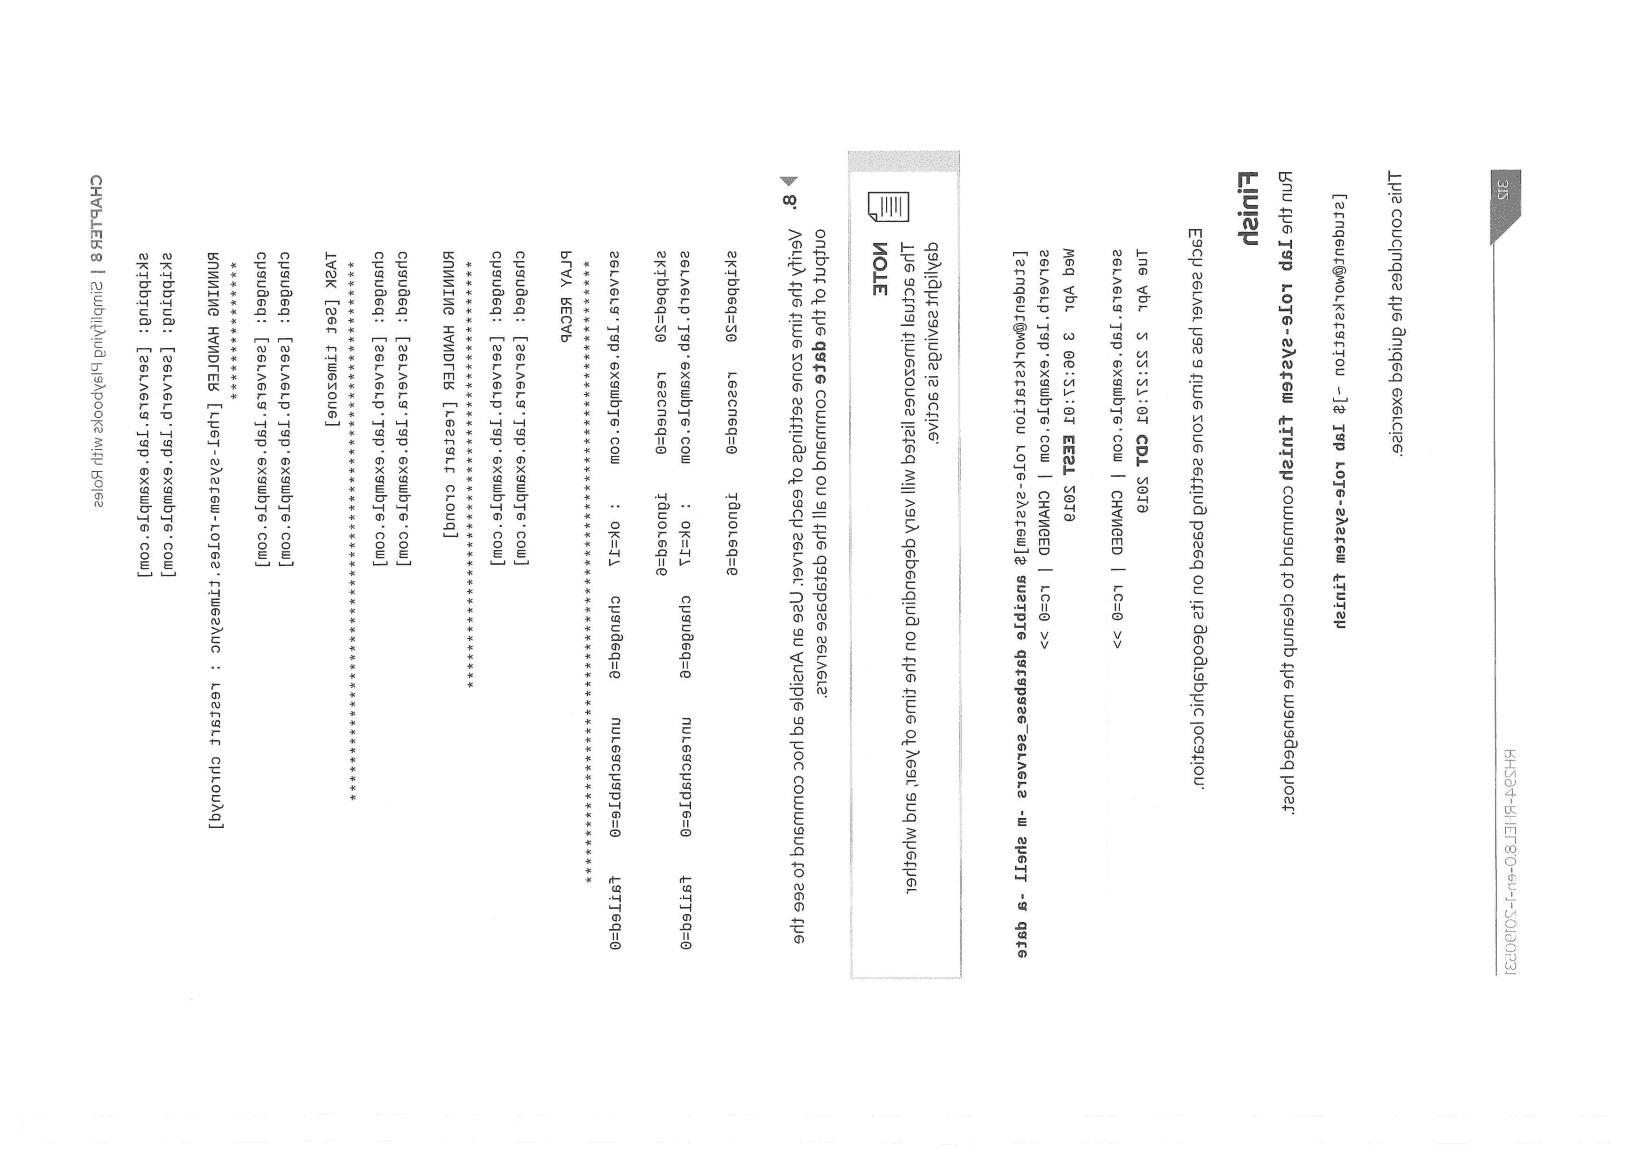 CHAPTER 8 | Simplifying Playbooks with Roles
skipping: [servera.lab.example.com]
skipping: [serverb.lab.example.com]
RUNNING HANDLER [rhel-system-roles.timesync : restart chronyd]
******************
changed: [servera.lab.example.com]
changed: [serverb.lab.example.com]
TASK [Set timezone]
**********************************************************************
changed: [serverb.lab.example.com]
changed: [servera.lab.example.com]
RUNNING HANDLER [restart crond]
*******************************************************
changed: [serverb.lab.example.com]
changed: [servera.lab.example.com]
PLAY RECAP
********************************************************************************
servera.lab.example.com : ok=17 changed=6 unreachable=0 failed=0
skipped=20 rescued=0 ignored=6
serverb.lab.example.com : ok=17 changed=6 unreachable=0 failed=0
skipped=20 rescued=0 ignored=6
8. Verify the time zone settings of each server. Use an Ansible ad hoc command to see the
output of the date command on all the database servers.
NOTE
The actual timezones listed will vary depending on the time of year, and whether
daylight savings is active.
[student@workstation role-system]$ ansible database_servers -m shell -a date
serverb.lab.example.com | CHANGED | rc=0 >>
Wed Apr 3 06:27:01 EEST 2019
servera.lab.example.com | CHANGED | rc=0 >>
Tue Apr 2 22:27:01 CDT 2019
Each server has a time zone setting based on its geographic location.
Finish
Run the lab role-system finish command to cleanup the managed host.
[student@workstation ~]$ lab role-system finish
This concludes the guided exercise.
312
RH294-RHEL8.0-en-1-20190531